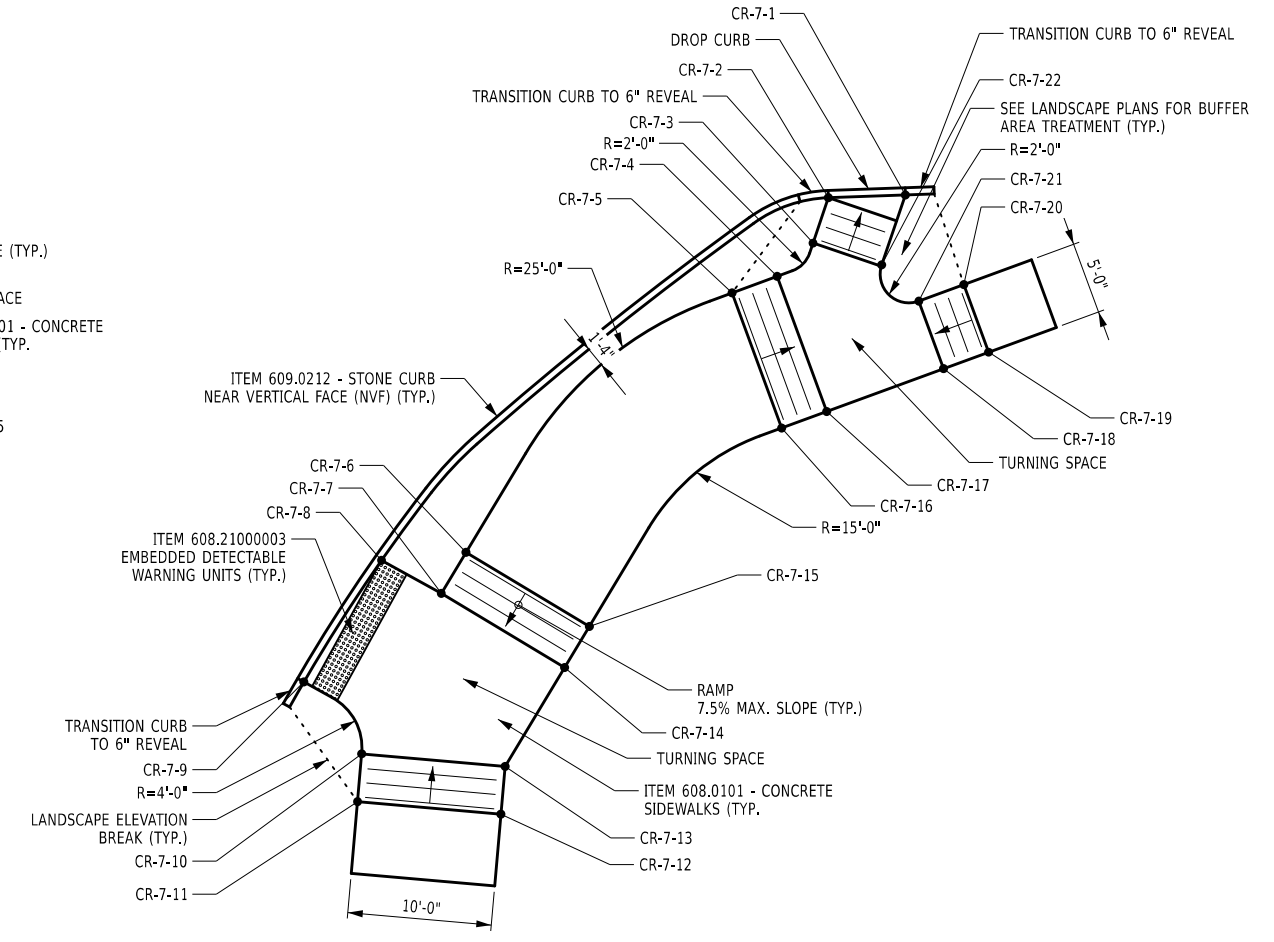 CR-7-1
DROP CURB
CR-7-2
TRANSITION CURB TO 6" REVEAL
CR-7-3
R=2'-0"
CR-7-4
CR-7-5
R=25'-0"
TRANSITION CURB TO 6" REVEAL
CR-7-22
SEE LANDSCAPE PLANS FOR BUFFER
AREA TREATMENT (TYP.)
R=2'-0"
CR-7-21
CR-7-20
5'-0"
E (TYP.)
ACE
01 - CONCRETE
(TYP.
1'-4"
ITEM 609.0212 - STONE CURB
NEAR VERTICAL FACE (NVF) (TYP.)
CR-7-19
CR-7-18
TURNING SPACE
CR-7-17
CR-7-16
R=15'-0"
CR-7-6
CR-7-7
CR-7-8
ITEM 608.21000003
EMBEDDED DETECTABLE
WARNING UNITS (TYP.)
CR-7-15
RAMP
7.5% MAX. SLOPE (TYP.)
CR-7-14
TURNING SPACE
ITEM 608.0101 - CONCRETE
SIDEWALKS (TYP.
CR-7-13
CR-7-12
TRANSITION CURB
TO 6" REVEAL
CR-7-9
R=4'-0"
LANDSCAPE ELEVATION
BREAK (TYP.)
CR-7-10
CR-7-11
10'-0"